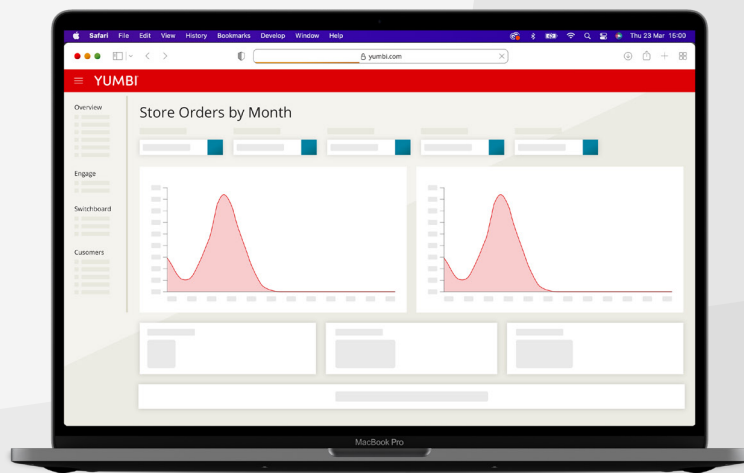 Safari File Edit View History Bookmarks Develop Window Help Thu 23 Mar 15:00
yumbi.com
YUMBI
Overview
Store Orders by Month
Engage
Switchboard
Cusomers
MacBook Pro